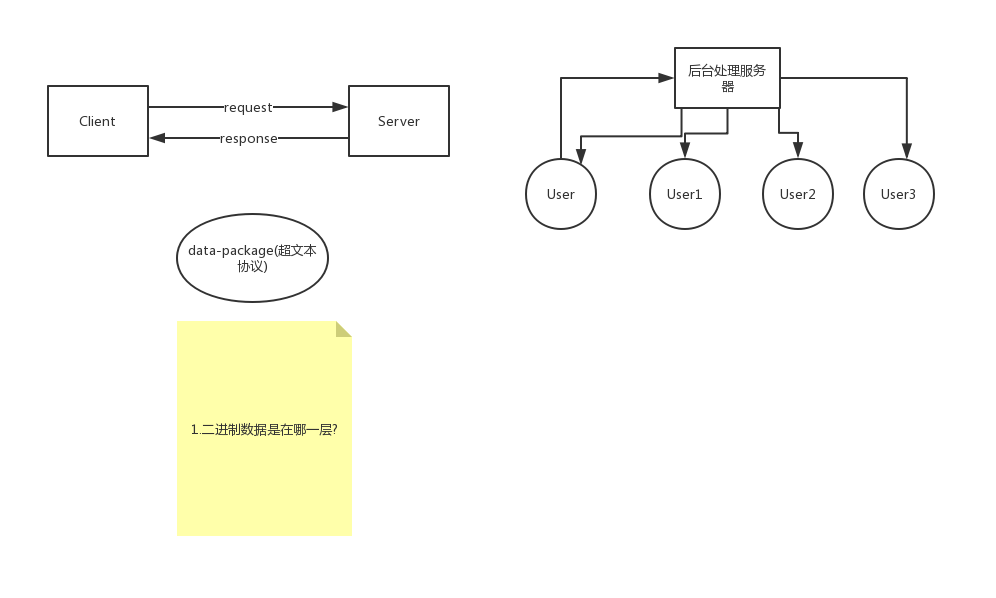 Client
request
response
Server
后台处理服务
器
User
User1
User2
User3
data-package(超文本
协议)
1.二进制数据是在哪一层?